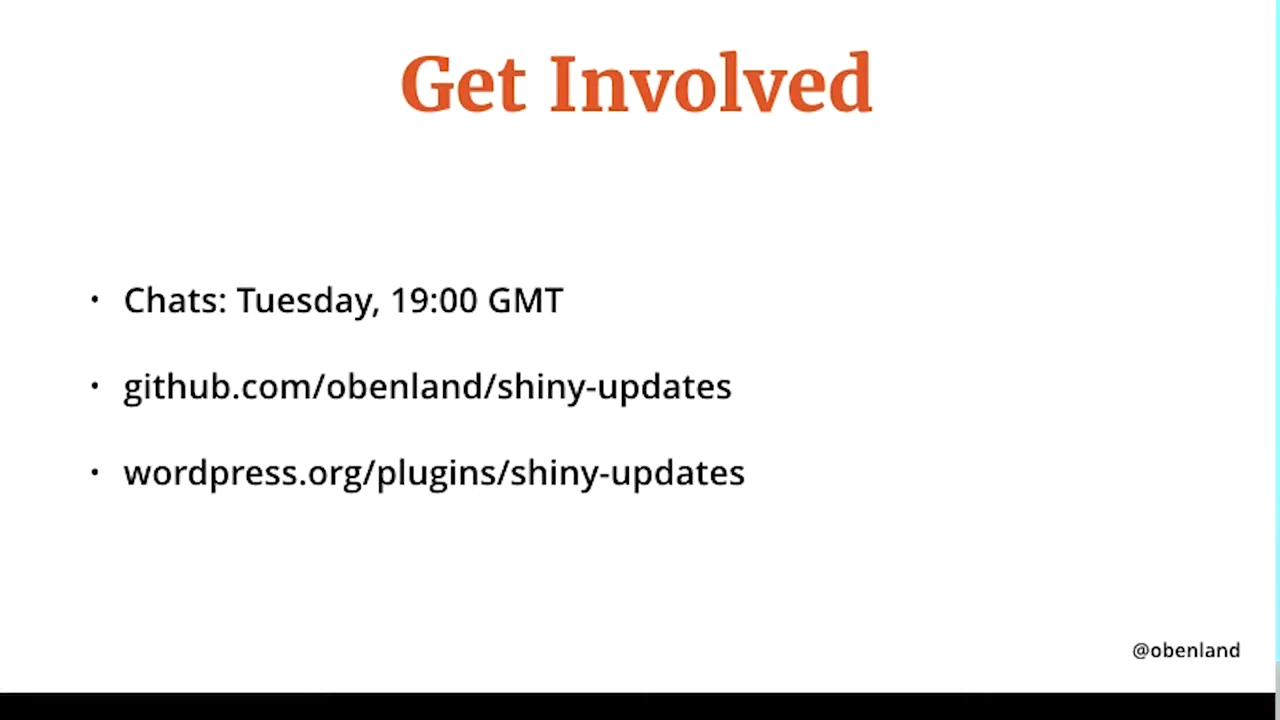 Get Involved
• Chats: Tuesday, 19:00 GMT
• github.com/obenland/shiny-updates
• wordpress.org/plugins/shiny-updates
@obenland